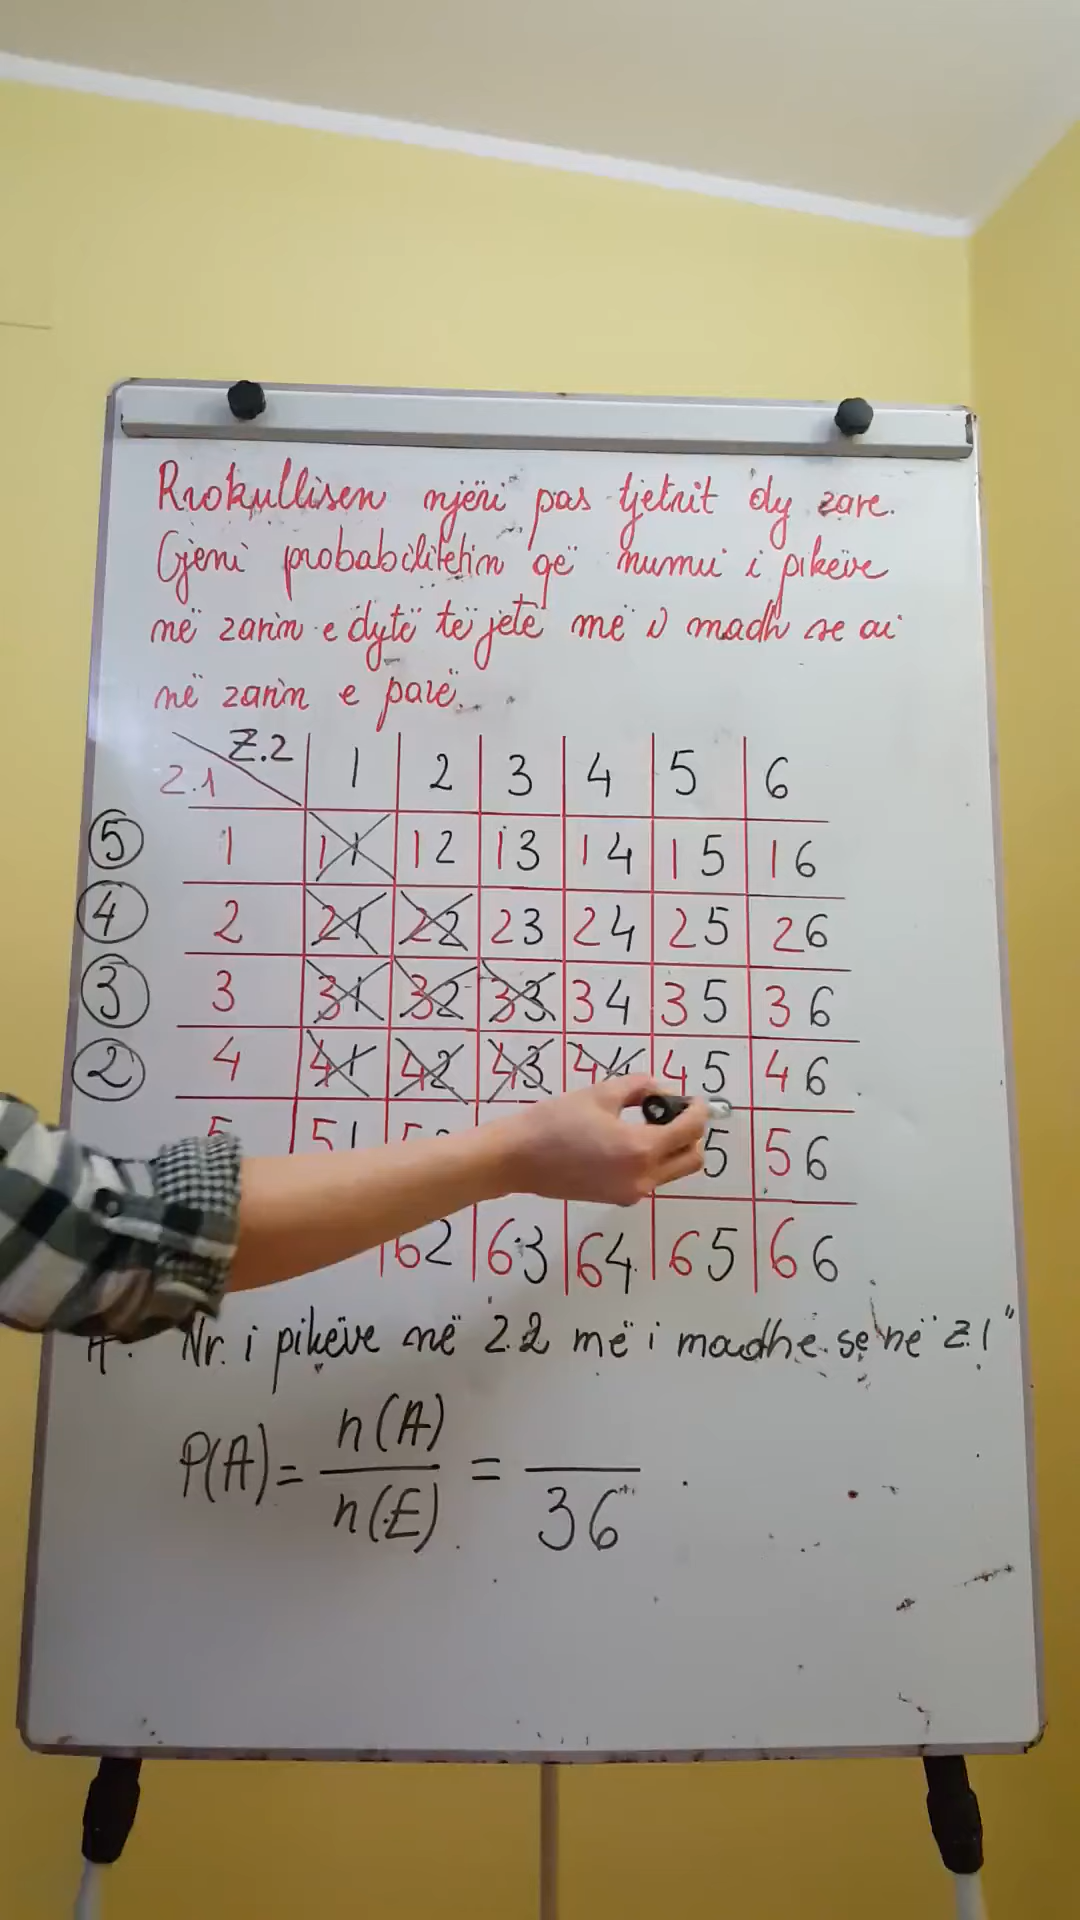 Rrokullisen njëri pas tjetrit dy zare.
Gjeni probabilitetin që numri i pikëve
në zarin e dytë të jetë më i madh se ai
në zarin e parë.
Z.2
Z.1 1 2 3 4 5 6
5 1 11 12 13 14 15 16
4 2 21 22 23 24 25 26
3 3 31 32 33 34 35 36
2 4 41 42 43 44 45 46
5 51 5 56
62 63 64 65 66
A: Nr. i pikëve në Z.2 më i madhe se në Z.1"
P(A) = n(A) / n(E) = / 36